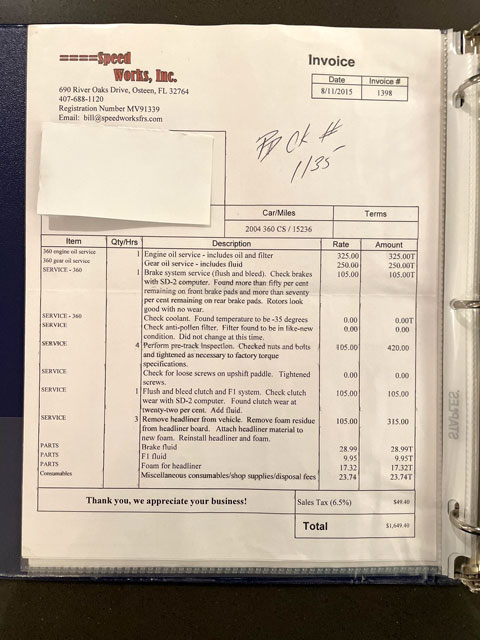 Speed
Works, Inc.
690 River Oaks Drive, Osteen, FL 32764
407-688-1120
Registration Number MV91339
Email: bill@speedworksfrs.com
Invoice
Date Invoice #
8/11/2015 1398
PD CK #
1135
Car/Miles Terms
2004 360 CS / 15236
Item Qty/Hrs Description Rate Amount
360 engine oil service 1 Engine oil service - includes oil and filter 325.00 325.00T
360 gear oil service Gear oil service - includes fluid 250.00 250.00T
SERVICE - 360 1 Brake system service (flush and bleed). Check brakes 105.00 105.00T
with SD-2 computer. Found more than fifty per cent
remaining on front brake pads and more than seventy
per cent remaining on rear brake pads. Rotors look
good with no wear.
SERVICE - 360 Check coolant. Found temperature to be -35 degrees 0.00 0.00T
SERVICE Check anti-pollen filter. Filter found to be in like-new 0.00 0.00T
condition. Did not change at this time.
SERVICE 4 Perform pre-track inspection. Checked nuts and bolts 105.00 420.00
and tightened as necessary to factory torque
specifications.
SERVICE Check for loose screws on upshift paddle. Tightened 0.00 0.00T
screws.
SERVICE 1 Flush and bleed clutch and F1 system. Check clutch 105.00 105.00
wear with SD-2 computer. Found clutch wear at
twenty-two per cent. Add fluid.
SERVICE 3 Remove headliner from vehicle. Remove foam residue 105.00 315.00
from headliner board. Attach headliner material to
new foam. Reinstall headliner and foam.
PARTS Brake fluid 28.99 28.99T
PARTS F1 fluid 9.95 9.95T
PARTS Foam for headliner 17.32 17.32T
Consumables Miscellaneous consumables/shop supplies/disposal fees 23.74 23.74T
Thank you, we appreciate your business! Sales Tax (6.5%) $49.40
Total $1,649.40
STAPLES